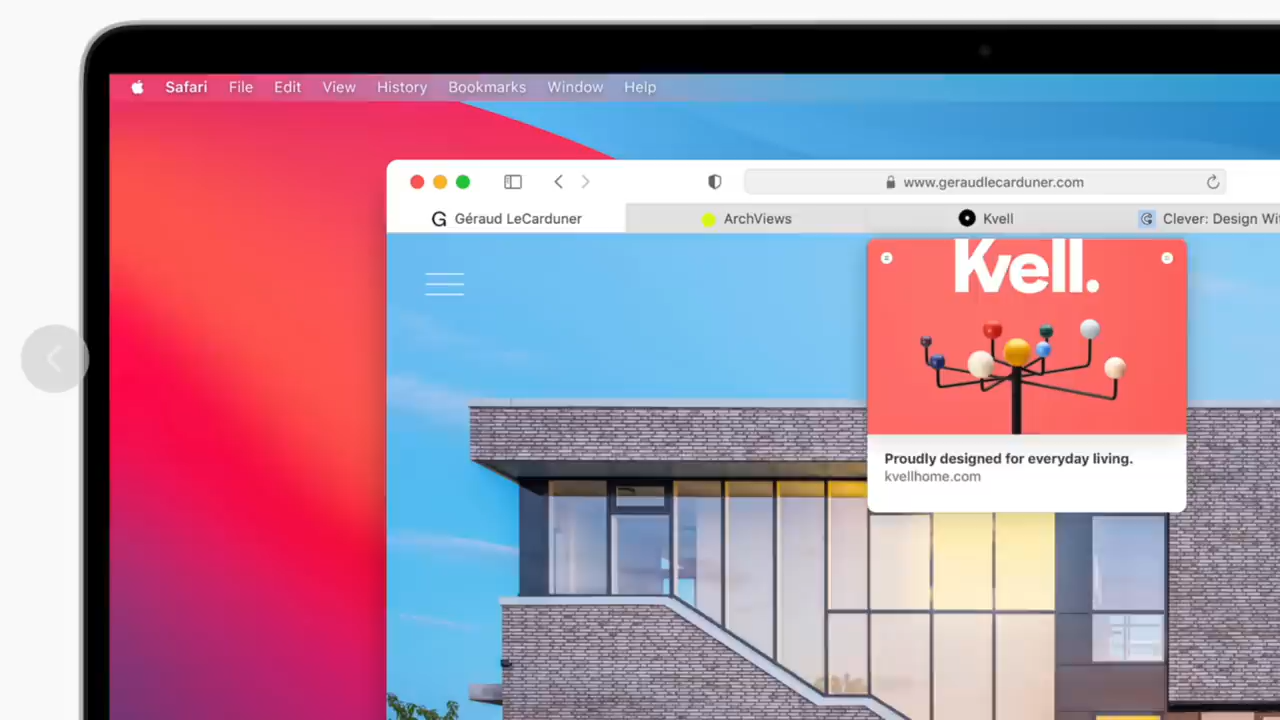 Safari File Edit View History Bookmarks Window Help
www.geraudlecarduner.com
Géraud LeCarduner ArchViews Kvell Clever: Design Wi
Kvell.
Proudly designed for everyday living.
kvellhome.com